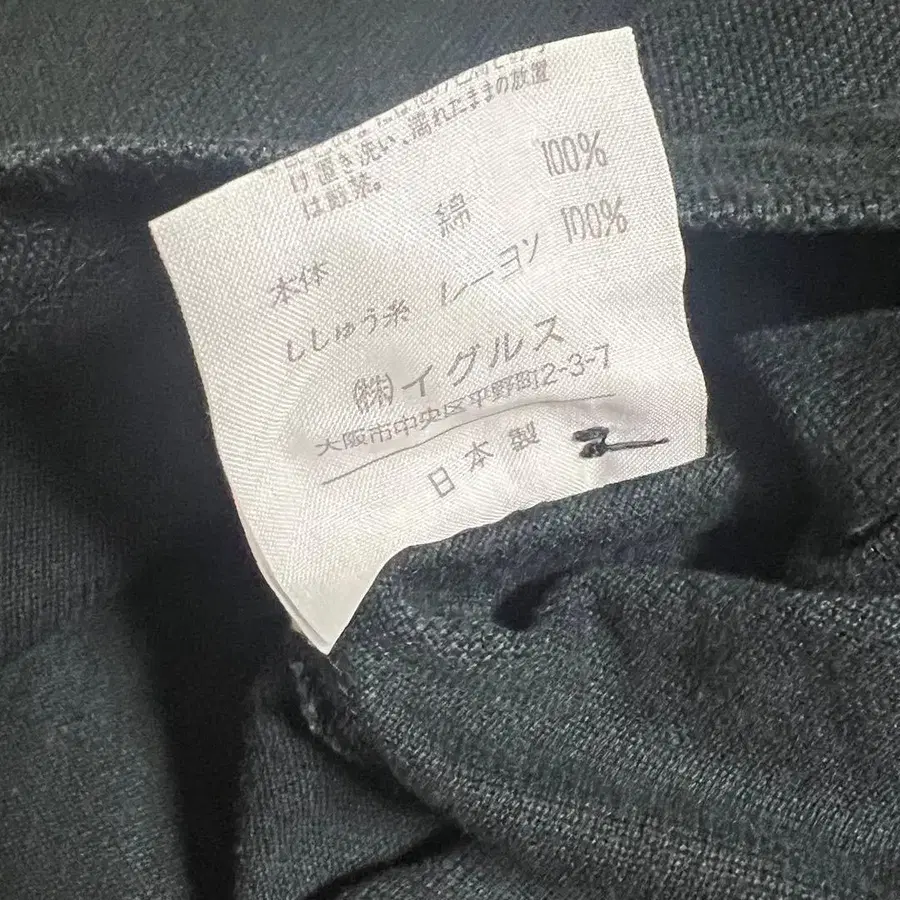 け置き洗い、濡れたままの放置
は厳禁。
本体 綿 100%
ししゅう糸 レーヨン 100%
(株)イグルス
大阪市中央区平野町2-3-7
日本製